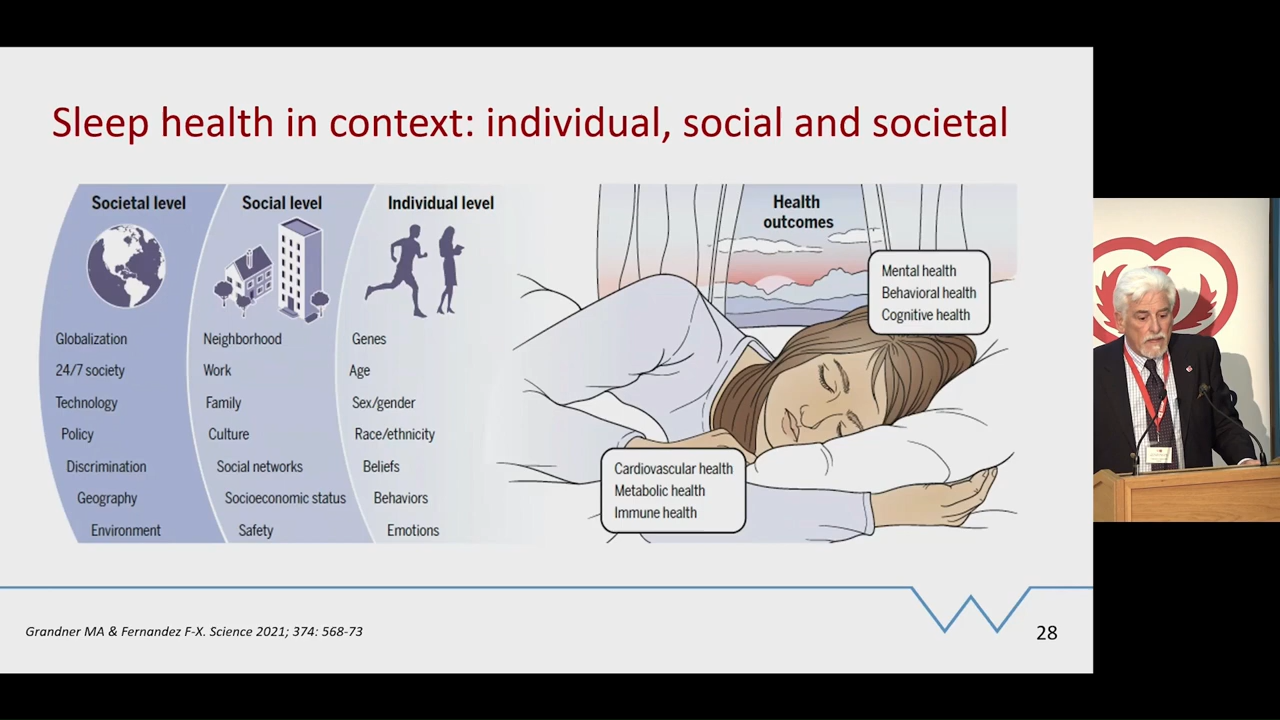 Sleep health in context: individual, social and societal
Societal level
Globalization
24/7 society
Technology
Policy
Discrimination
Geography
Environment
Social level
Neighborhood
Work
Family
Culture
Social networks
Socioeconomic status
Safety
Individual level
Genes
Age
Sex/gender
Race/ethnicity
Beliefs
Behaviors
Emotions
Health
outcomes
Mental health
Behavioral health
Cognitive health
Cardiovascular health
Metabolic health
Immune health
Grandner MA & Fernandez F-X. Science 2021; 374: 568-73
28